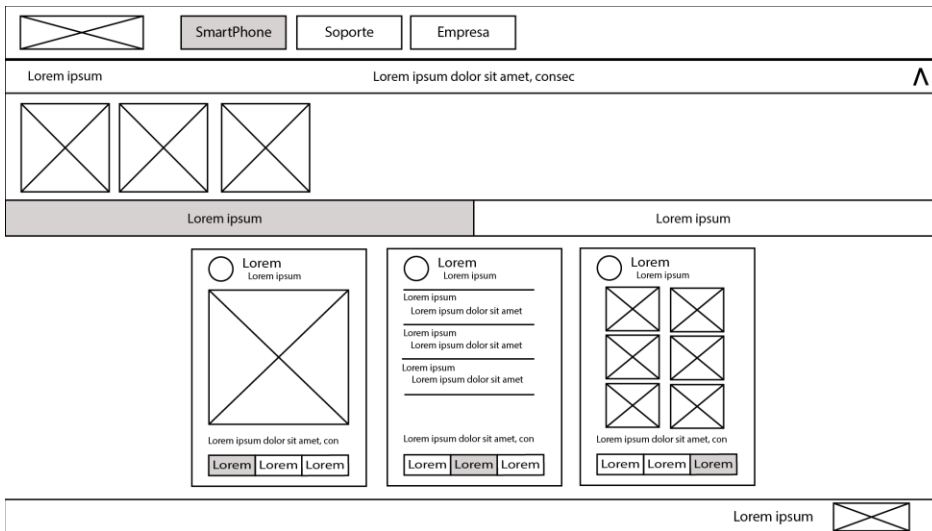 SmartPhone
Soporte
Empresa
Lorem ipsum
Lorem ipsum dolor sit amet, consec
Lorem ipsum
Lorem ipsum
Lorem
Lorem ipsum
Lorem ipsum dolor sit amet, con
Lorem
Lorem
Lorem
Lorem
Lorem ipsum
Lorem ipsum
Lorem ipsum dolor sit amet
Lorem ipsum
Lorem ipsum dolor sit amet
Lorem ipsum
Lorem ipsum dolor sit amet
Lorem ipsum dolor sit amet, con
Lorem
Lorem
Lorem
Lorem
Lorem ipsum
Lorem ipsum dolor sit amet, con
Lorem
Lorem
Lorem
Lorem ipsum